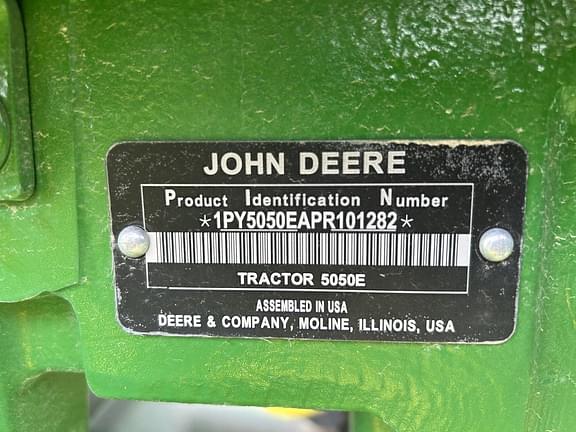 JOHN DEERE
Product Identification Number
*1PY5050EAPR101282*
TRACTOR 5050E
ASSEMBLED IN USA
DEERE & COMPANY, MOLINE, ILLINOIS, USA